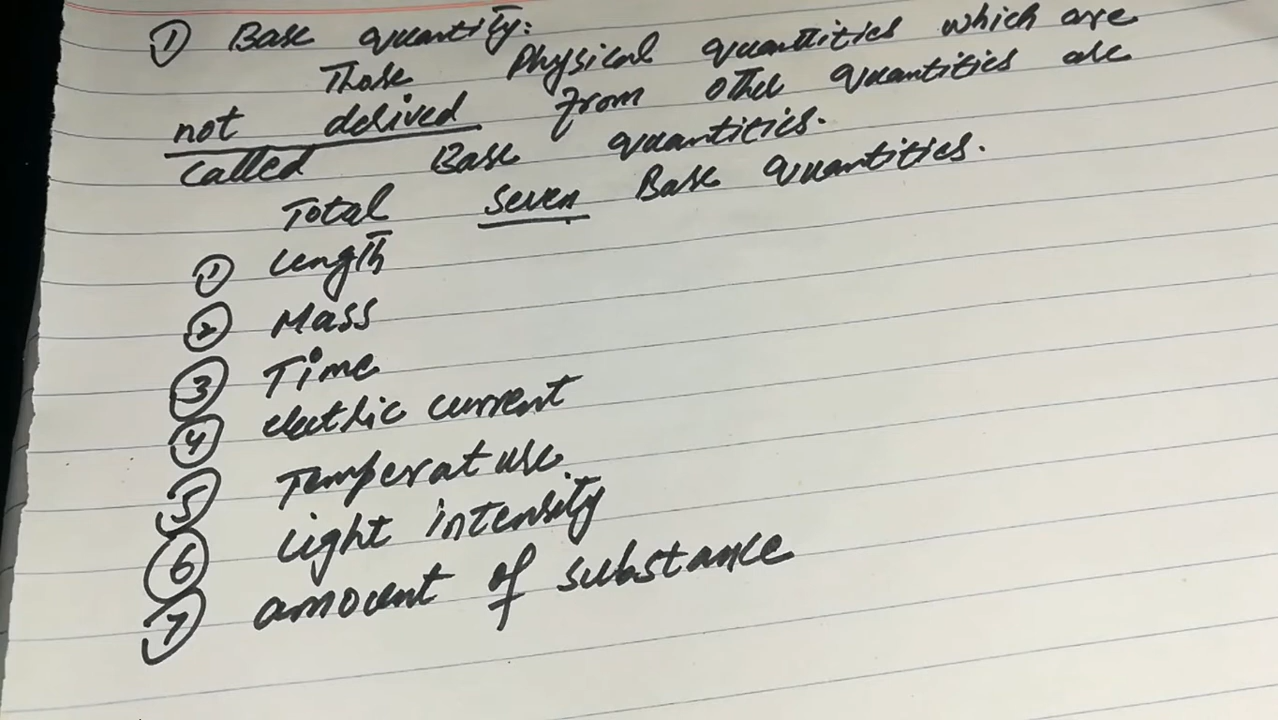 ① Base quantity:
Those Physical quantities which are
not derived from other quantities are
called Base quantities.
Total seven Base quantities.
① Length
② Mass
③ Time
④ electric current
⑤ Temperature
⑥ Light intensity
⑦ amount of substance